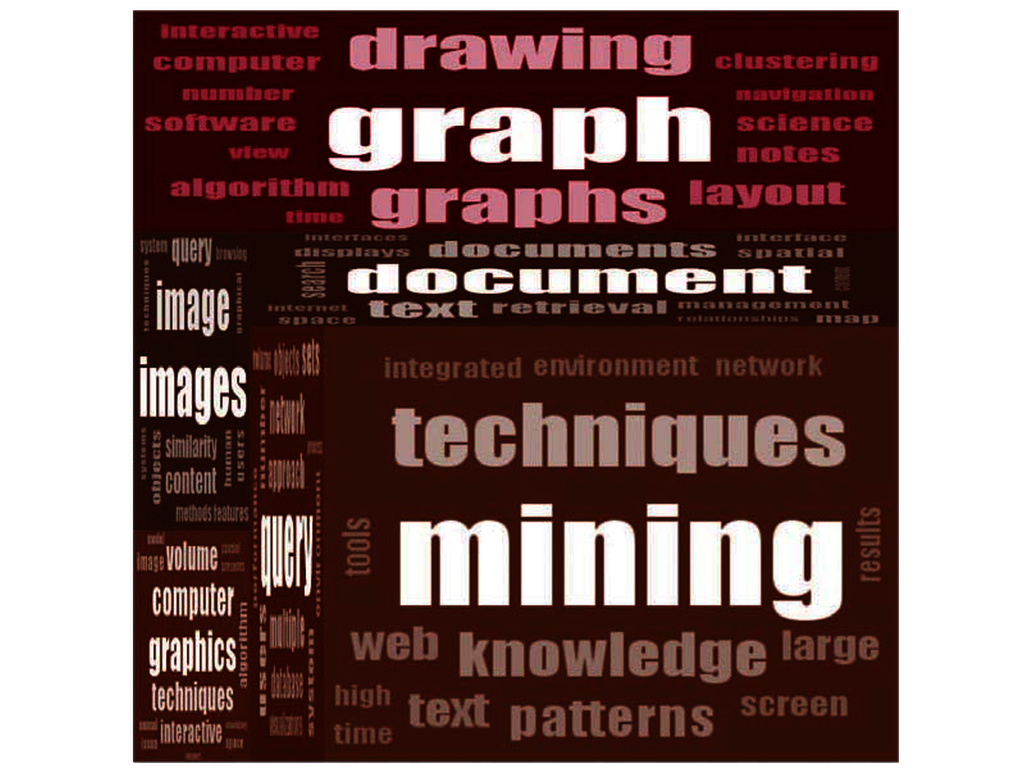 interactive
drawing
computer
clustering
number
navigation
graph
software
science
view
notes
algorithm
graphs
layout
time
interfaces
documents
interface
displays
spatial
search
document
internet
text
retrieval
management
space
relationships
map
system
query
browsing
techniques
image
graphical
images
systems
similarity
human
users
objects
content
methods features
volume
image
computer
graphics
algorithm
techniques
interactive
space
objects
sets
number
network
approach
performance
query
environment
users
multiple
database
system
integrated
environment
network
techniques
tools
mining
results
web
knowledge
large
high
text
patterns
screen
time